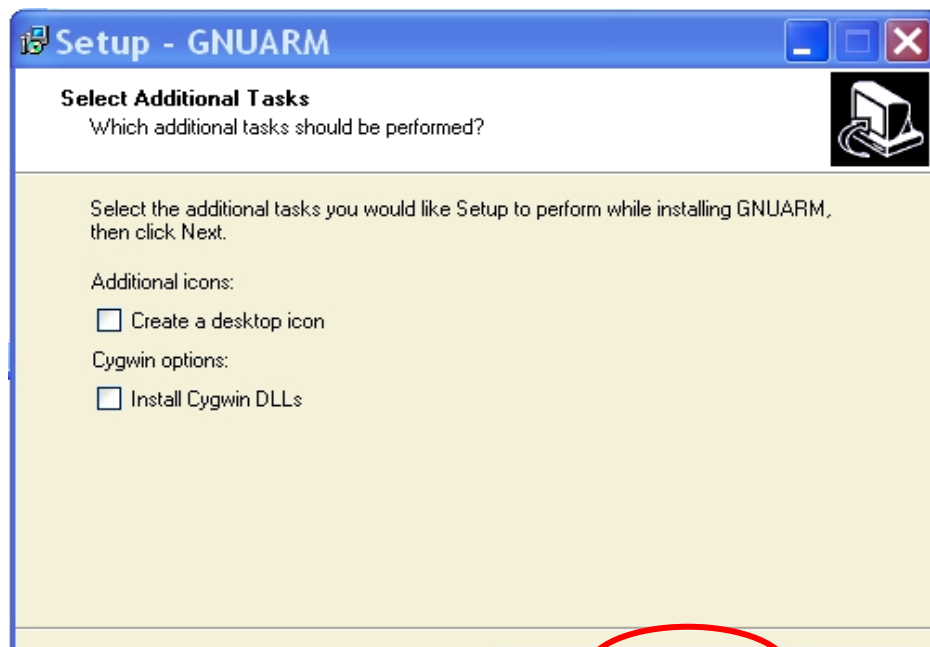 Setup - GNUARM
Select Additional Tasks
Which additional tasks should be performed?
Select the additional tasks you would like Setup to perform while installing GNUARM,
then click Next.
Additional icons:
Create a desktop icon
Cygwin options:
Install Cygwin DLLs